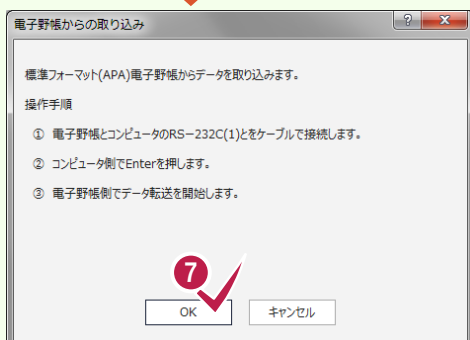 電子野帳からの取り込み
標準フォーマット(APA)電子野帳からデータを取り込みます。
操作手順
① 電子野帳とコンピュータのRS-232C(1)とをケーブルで接続します。
② コンピュータ側でEnterを押します。
③ 電子野帳側でデータ転送を開始します。
7
OK キャンセル